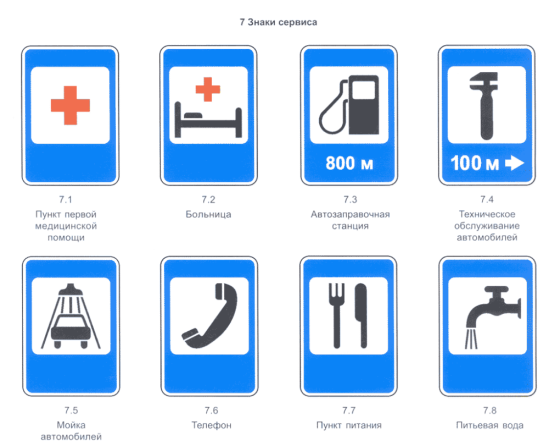 7 Знаки сервиса
800 м
100 м
7.1
7.2
7.3
7.4
Пункт первой
медицинской
помощи
Больница
Автозаправочная
станция
Техническое
обслуживание
автомобилей
7.5
7.6
7.7
7.8
Мойка
автомобилей
Телефон
Пункт питания
Питьевая вода